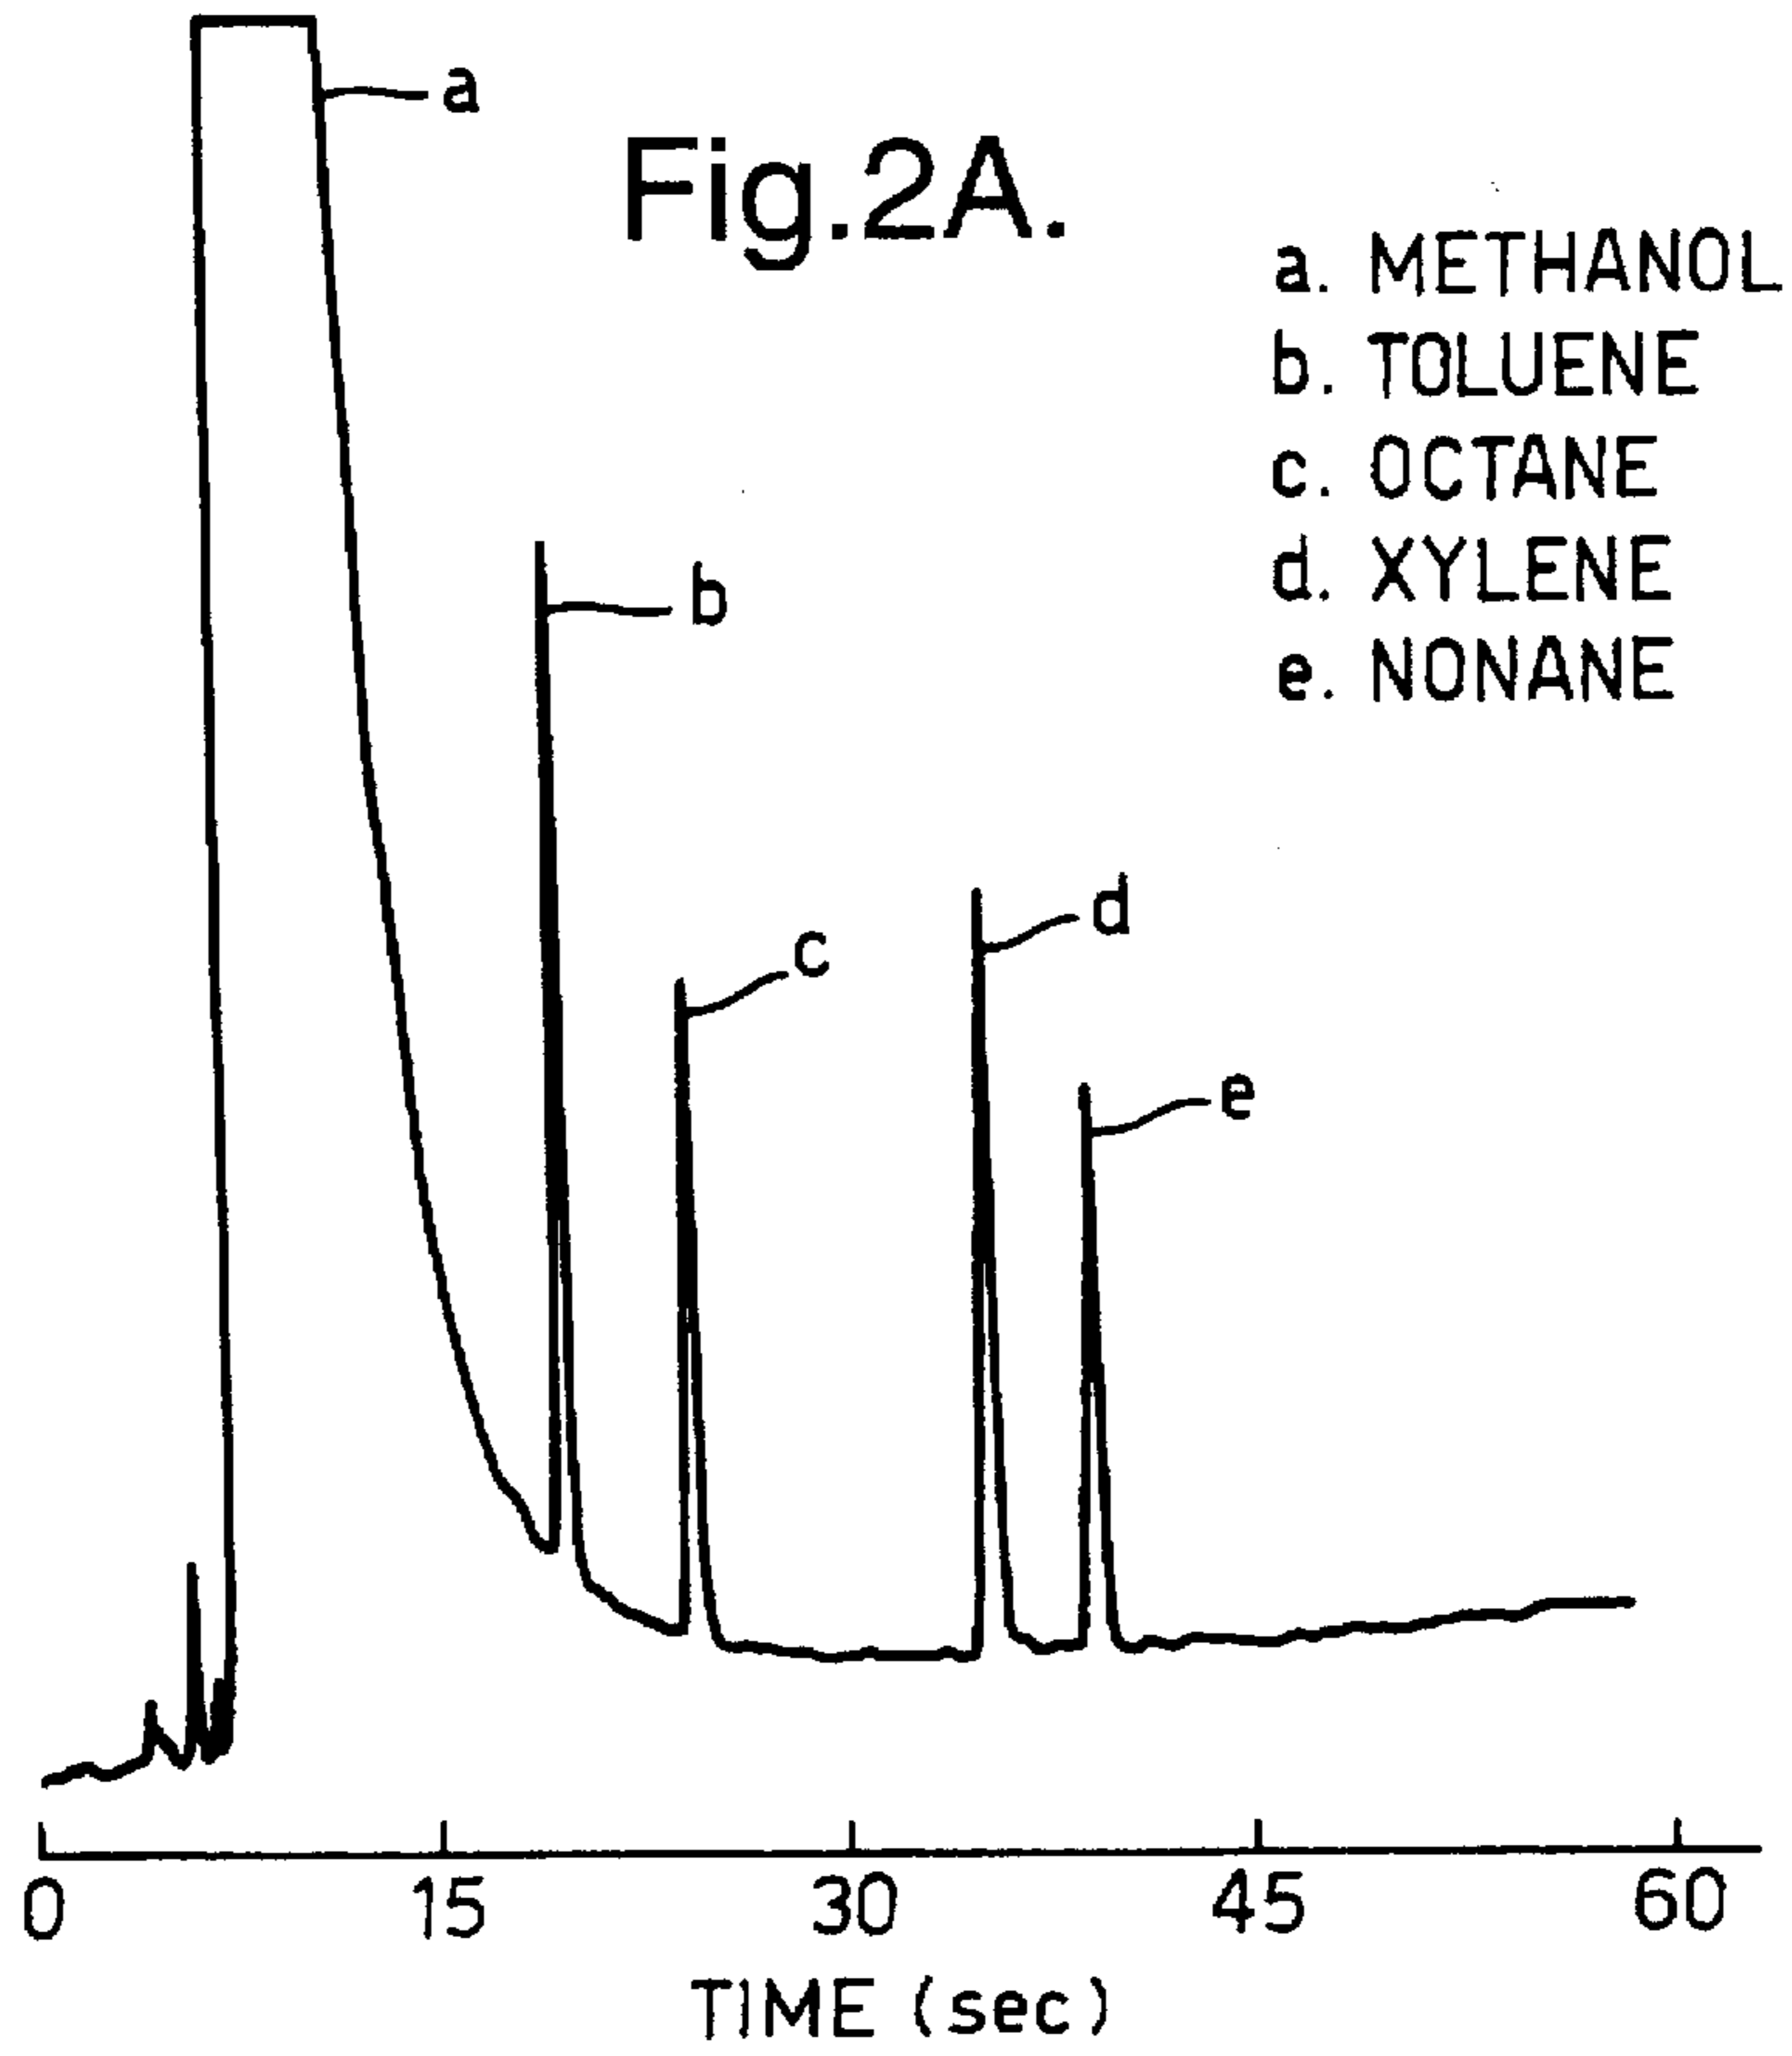 a
Fig.2A.
a. METHANOL
b. TOLUENE
c. OCTANE
d. XYLENE
e. NONANE
b
d
c
e
0 15 30 45 60
TIME (sec)